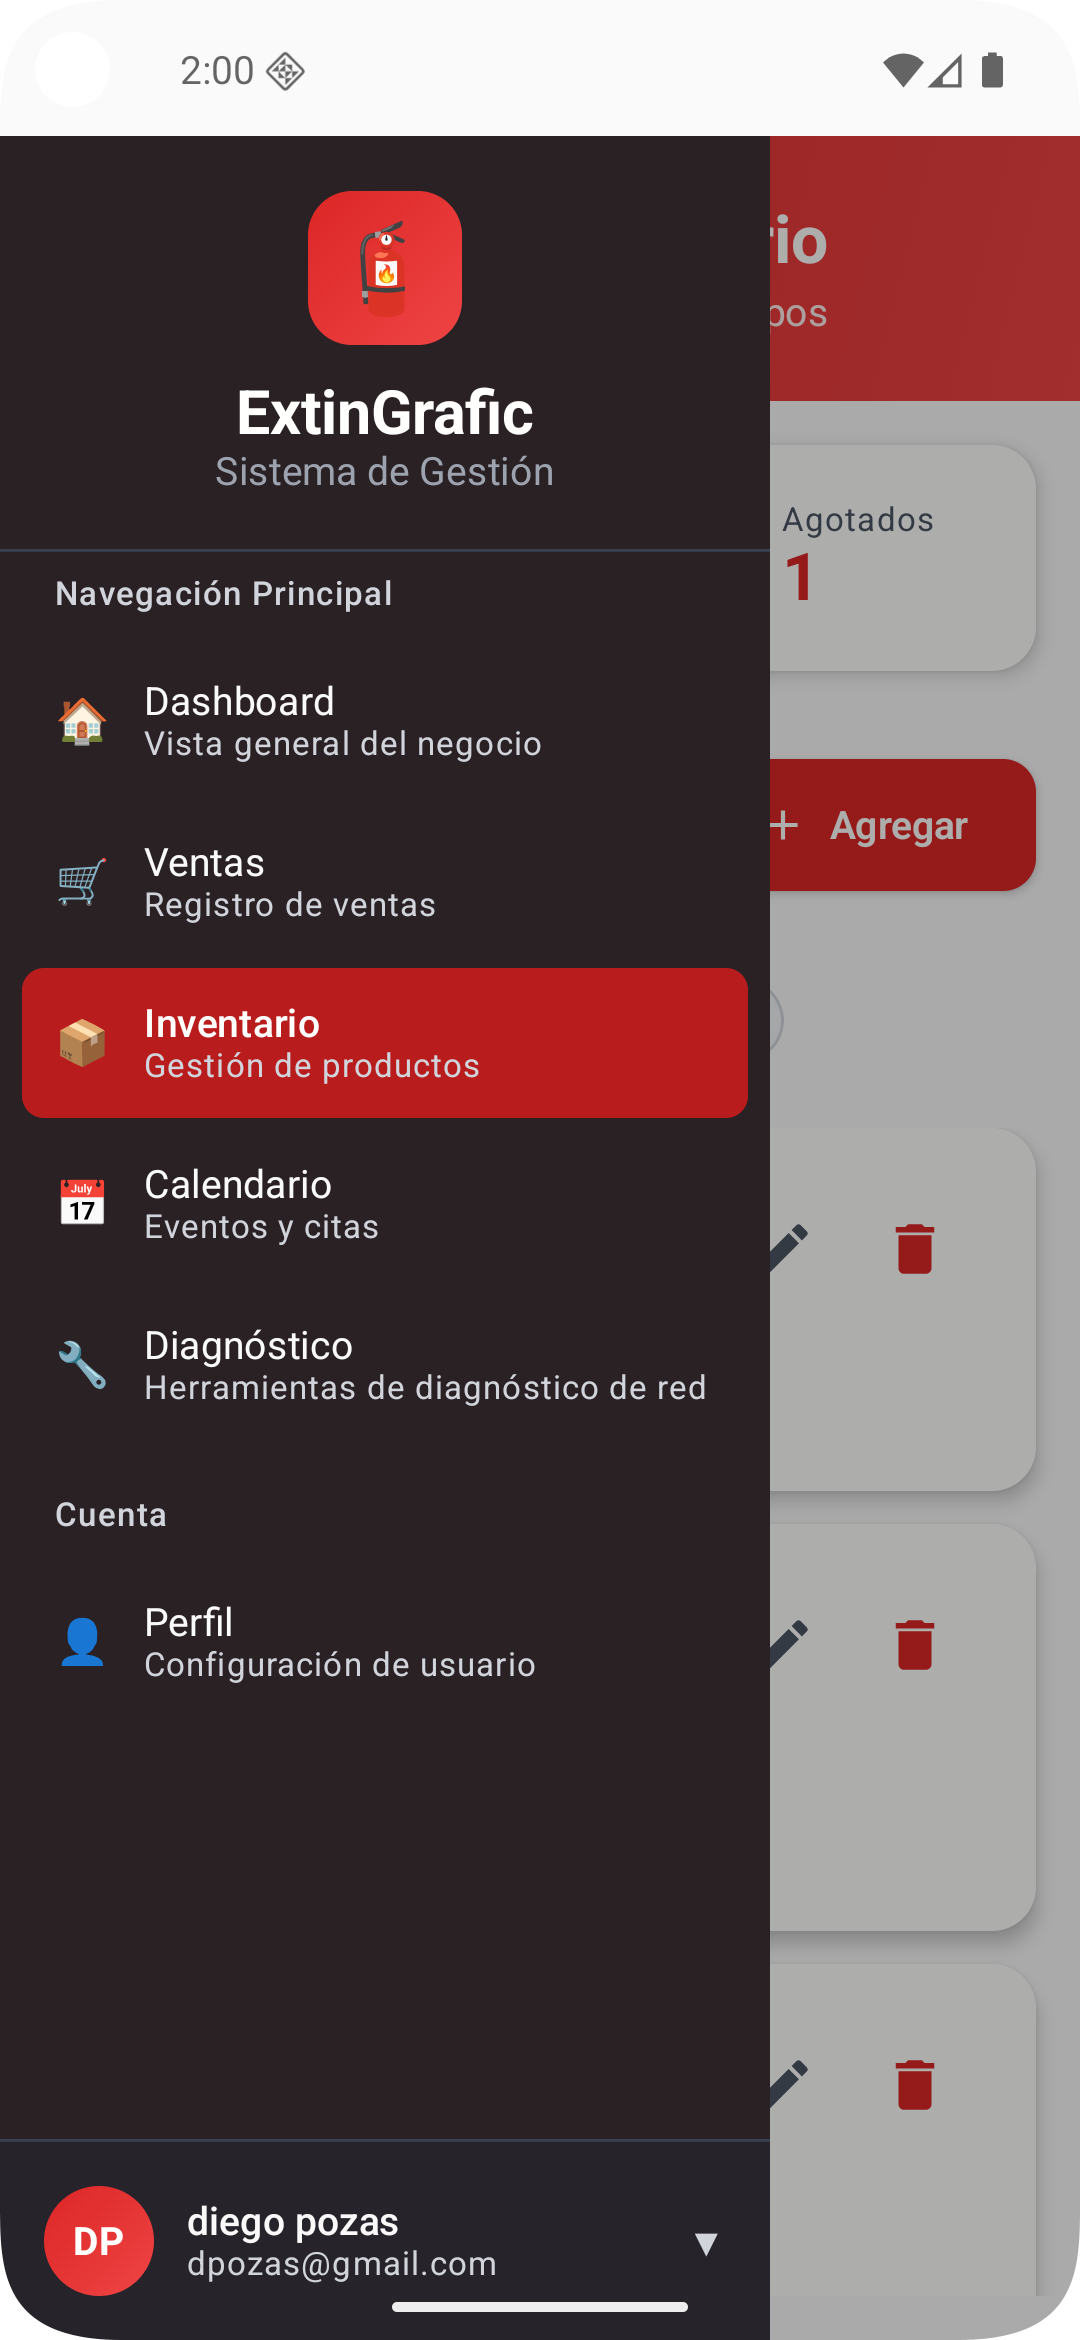 2:00
ExtinGrafic
Sistema de Gestión
Agotados
1
Navegación Principal
Dashboard
Vista general del negocio
Agregar
Ventas
Registro de ventas
Inventario
Gestión de productos
July
17
Calendario
Eventos y citas
Diagnóstico
Herramientas de diagnóstico de red
Cuenta
Perfil
Configuración de usuario
DP
diego pozas
dpozas@gmail.com